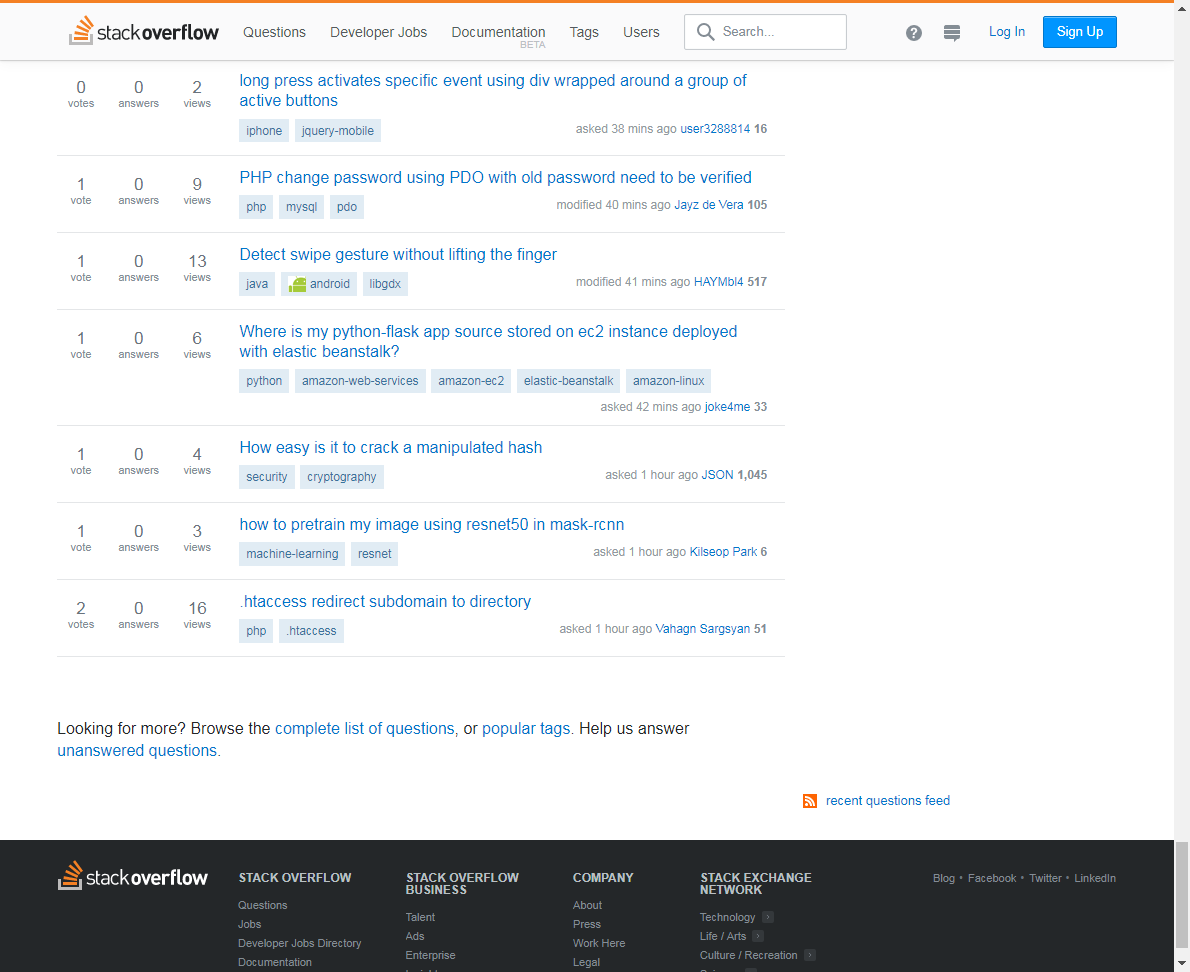 stackoverflow Questions Developer Jobs Documentation Tags Users Search... ? Log In Sign Up
BETA
0 votes 0 answers 2 views
long press activates specific event using div wrapped around a group of
active buttons
iphone jquery-mobile asked 38 mins ago user3288814 16
1 vote 0 answers 9 views
PHP change password using PDO with old password need to be verified
php mysql pdo modified 40 mins ago Jayz de Vera 105
1 vote 0 answers 13 views
Detect swipe gesture without lifting the finger
java android libgdx modified 41 mins ago HAYMbl4 517
1 vote 0 answers 6 views
Where is my python-flask app source stored on ec2 instance deployed
with elastic beanstalk?
python amazon-web-services amazon-ec2 elastic-beanstalk amazon-linux
asked 42 mins ago joke4me 33
1 vote 0 answers 4 views
How easy is it to crack a manipulated hash
security cryptography asked 1 hour ago JSON 1,045
1 vote 0 answers 3 views
how to pretrain my image using resnet50 in mask-rcnn
machine-learning resnet asked 1 hour ago Kilseop Park 6
2 votes 0 answers 16 views
.htaccess redirect subdomain to directory
php .htaccess asked 1 hour ago Vahagn Sargsyan 51
Looking for more? Browse the complete list of questions, or popular tags. Help us answer
unanswered questions.
recent questions feed
stackoverflow
STACK OVERFLOW
Questions
Jobs
Developer Jobs Directory
Documentation
STACK OVERFLOW
BUSINESS
Talent
Ads
Enterprise
COMPANY
About
Press
Work Here
Legal
STACK EXCHANGE
NETWORK
Technology
Life / Arts
Culture / Recreation
Blog • Facebook • Twitter • LinkedIn